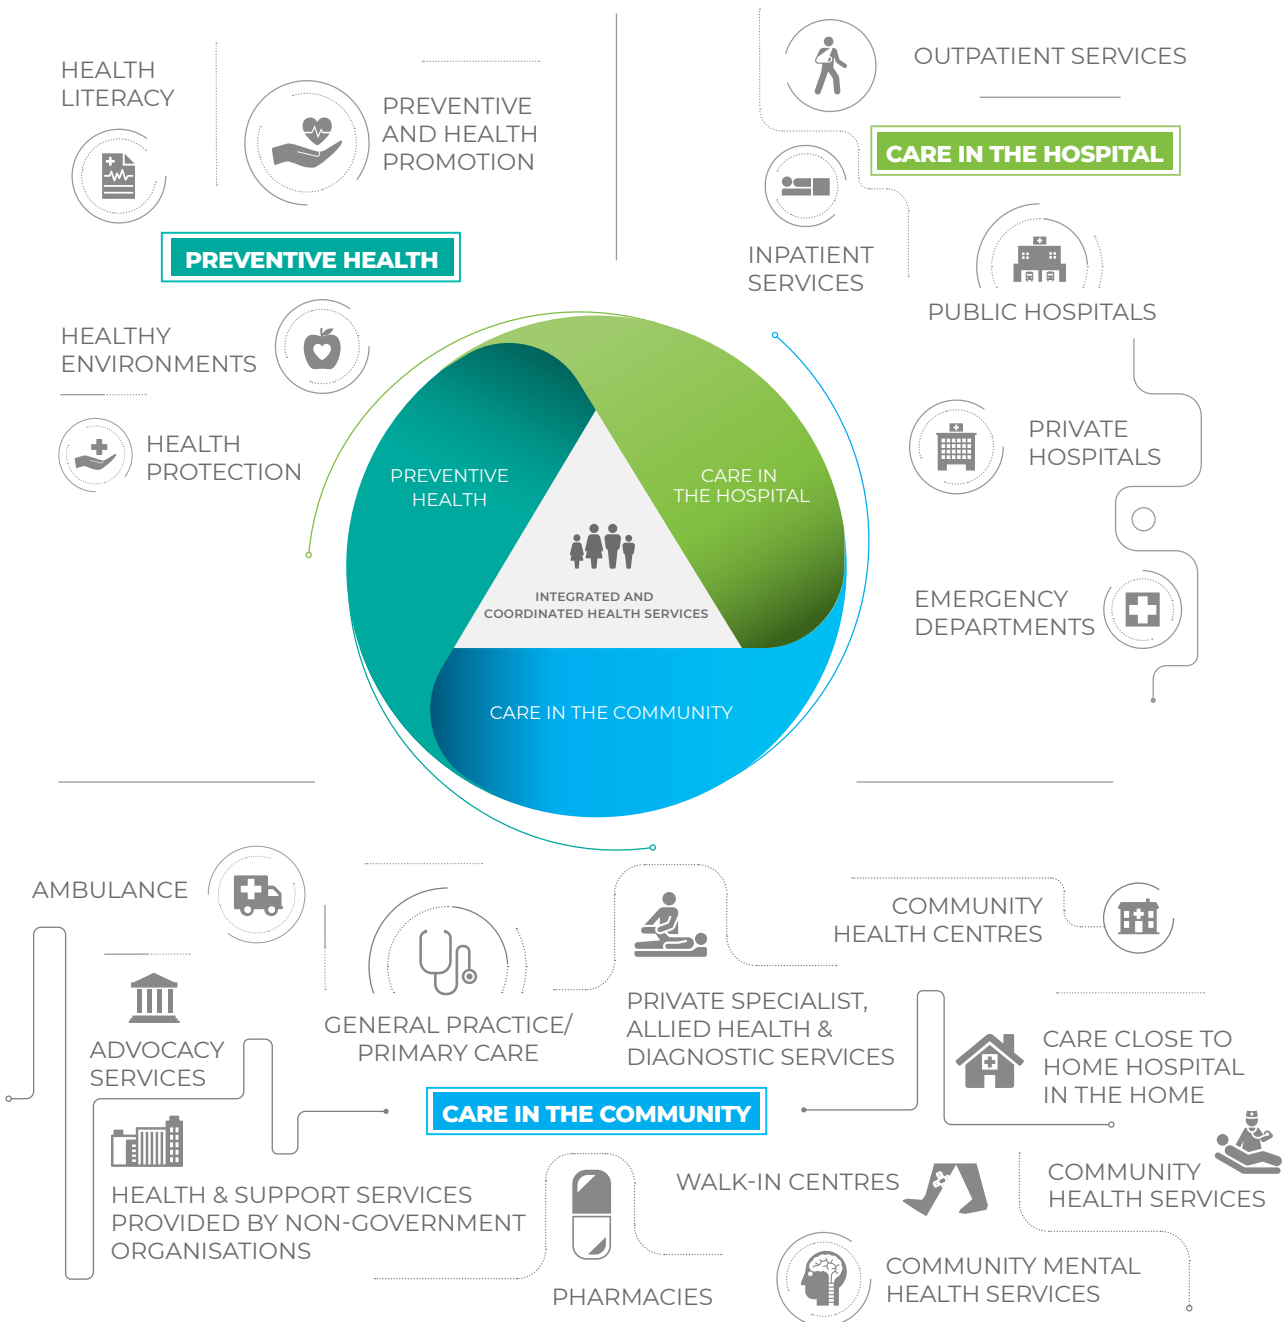 HEALTH
LITERACY
PREVENTIVE
AND HEALTH
PROMOTION
PREVENTIVE HEALTH
HEALTHY
ENVIRONMENTS
HEALTH
PROTECTION
OUTPATIENT SERVICES
CARE IN THE HOSPITAL
INPATIENT
SERVICES
PUBLIC HOSPITALS
PRIVATE
HOSPITALS
EMERGENCY
DEPARTMENTS
PREVENTIVE
HEALTH
CARE IN
THE HOSPITAL
INTEGRATED AND
COORDINATED HEALTH SERVICES
CARE IN THE COMMUNITY
AMBULANCE
ADVOCACY
SERVICES
GENERAL PRACTICE/
PRIMARY CARE
PRIVATE SPECIALIST,
ALLIED HEALTH &
DIAGNOSTIC SERVICES
COMMUNITY
HEALTH CENTRES
CARE CLOSE TO
HOME HOSPITAL
IN THE HOME
CARE IN THE COMMUNITY
HEALTH & SUPPORT SERVICES
PROVIDED BY NON-GOVERNMENT
ORGANISATIONS
PHARMACIES
WALK-IN CENTRES
COMMUNITY
HEALTH SERVICES
COMMUNITY MENTAL
HEALTH SERVICES